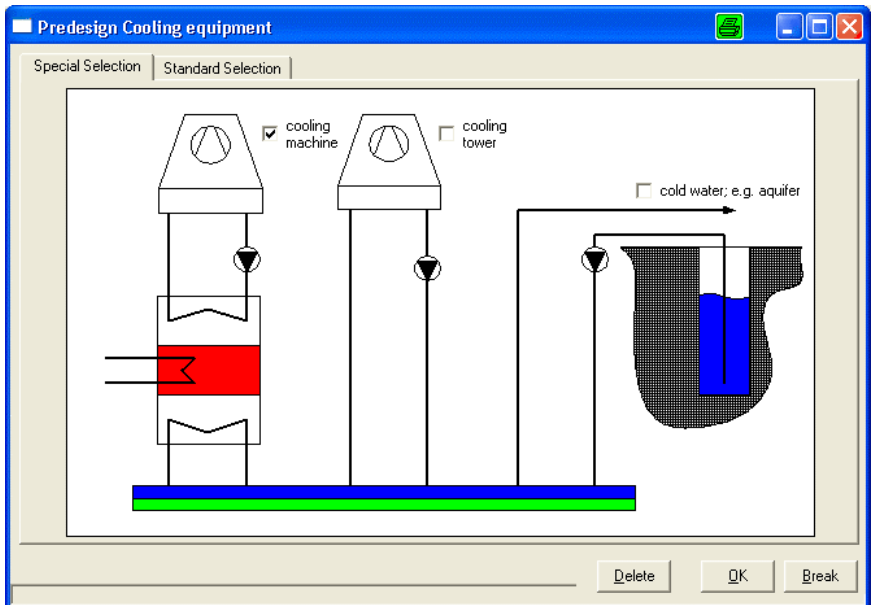 Predesign Cooling equipment
Special Selection
Standard Selection
cooling
machine
cooling
tower
cold water; e.g. aquifer
Delete
OK
Break